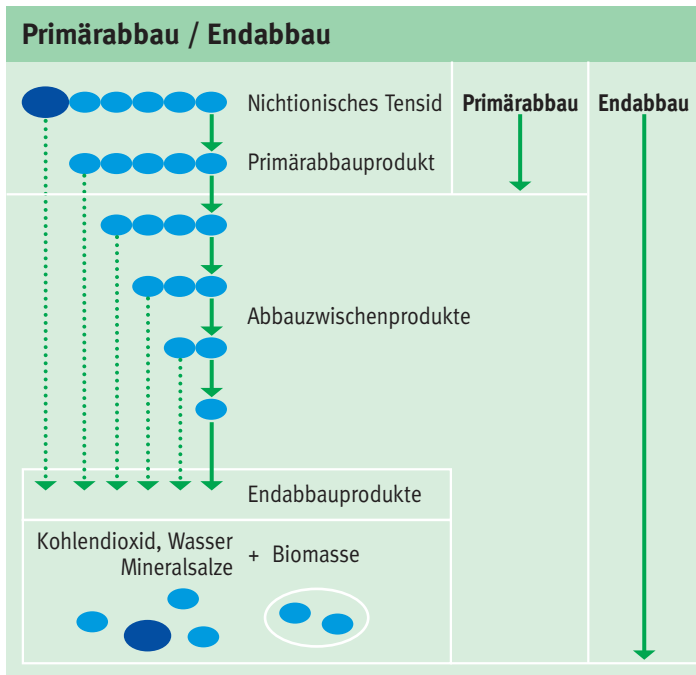 Primärabbau / Endabbau
Nichtionisches Tensid
Primärabbau
Endabbau
Primärabbauprodukt
Abbauzwischenprodukte
Endabbauprodukte
Kohlendioxid, Wasser
Mineralsalze
+ Biomasse